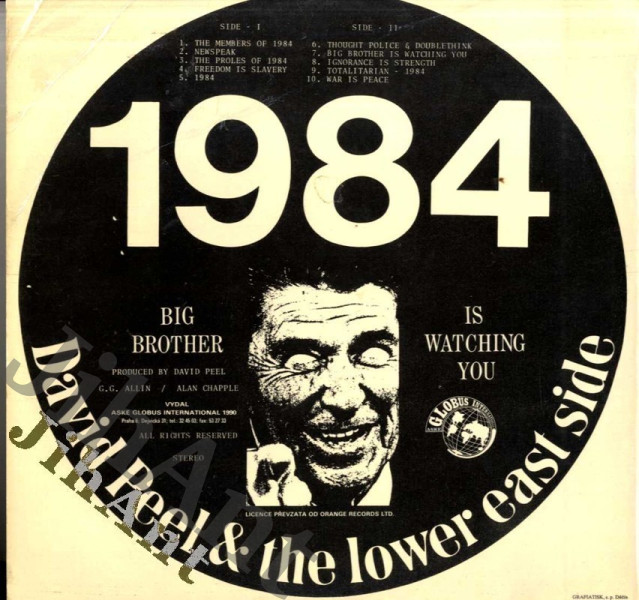 SIDE - I
1. THE MEMBERS OF 1984
2. NEWSPEAK
3. THE PROLES OF 1984
4. FREEDOM IS SLAVERY
5. 1984
SIDE - II
6. THOUGHT POLICE & DOUBLETHINK
7. BIG BROTHER IS WATCHING YOU
8. IGNORANCE IS STRENGTH
9. TOTALITARIAN - 1984
10. WAR IS PEACE
1984
BIG
BROTHER
IS
WATCHING
YOU
PRODUCED BY DAVID PEEL
G.G. ALLIN / ALAN CHAPPLE
VYDAL
ASKE GLOBUS INTERNATIONAL 1990
ALL RIGHTS RESERVED
STEREO
GLOBUS
LICENCE PŘEVZATA OD ORANGE RECORDS LTD.
David Peel & the lower east side
JihAnt
JihAnt